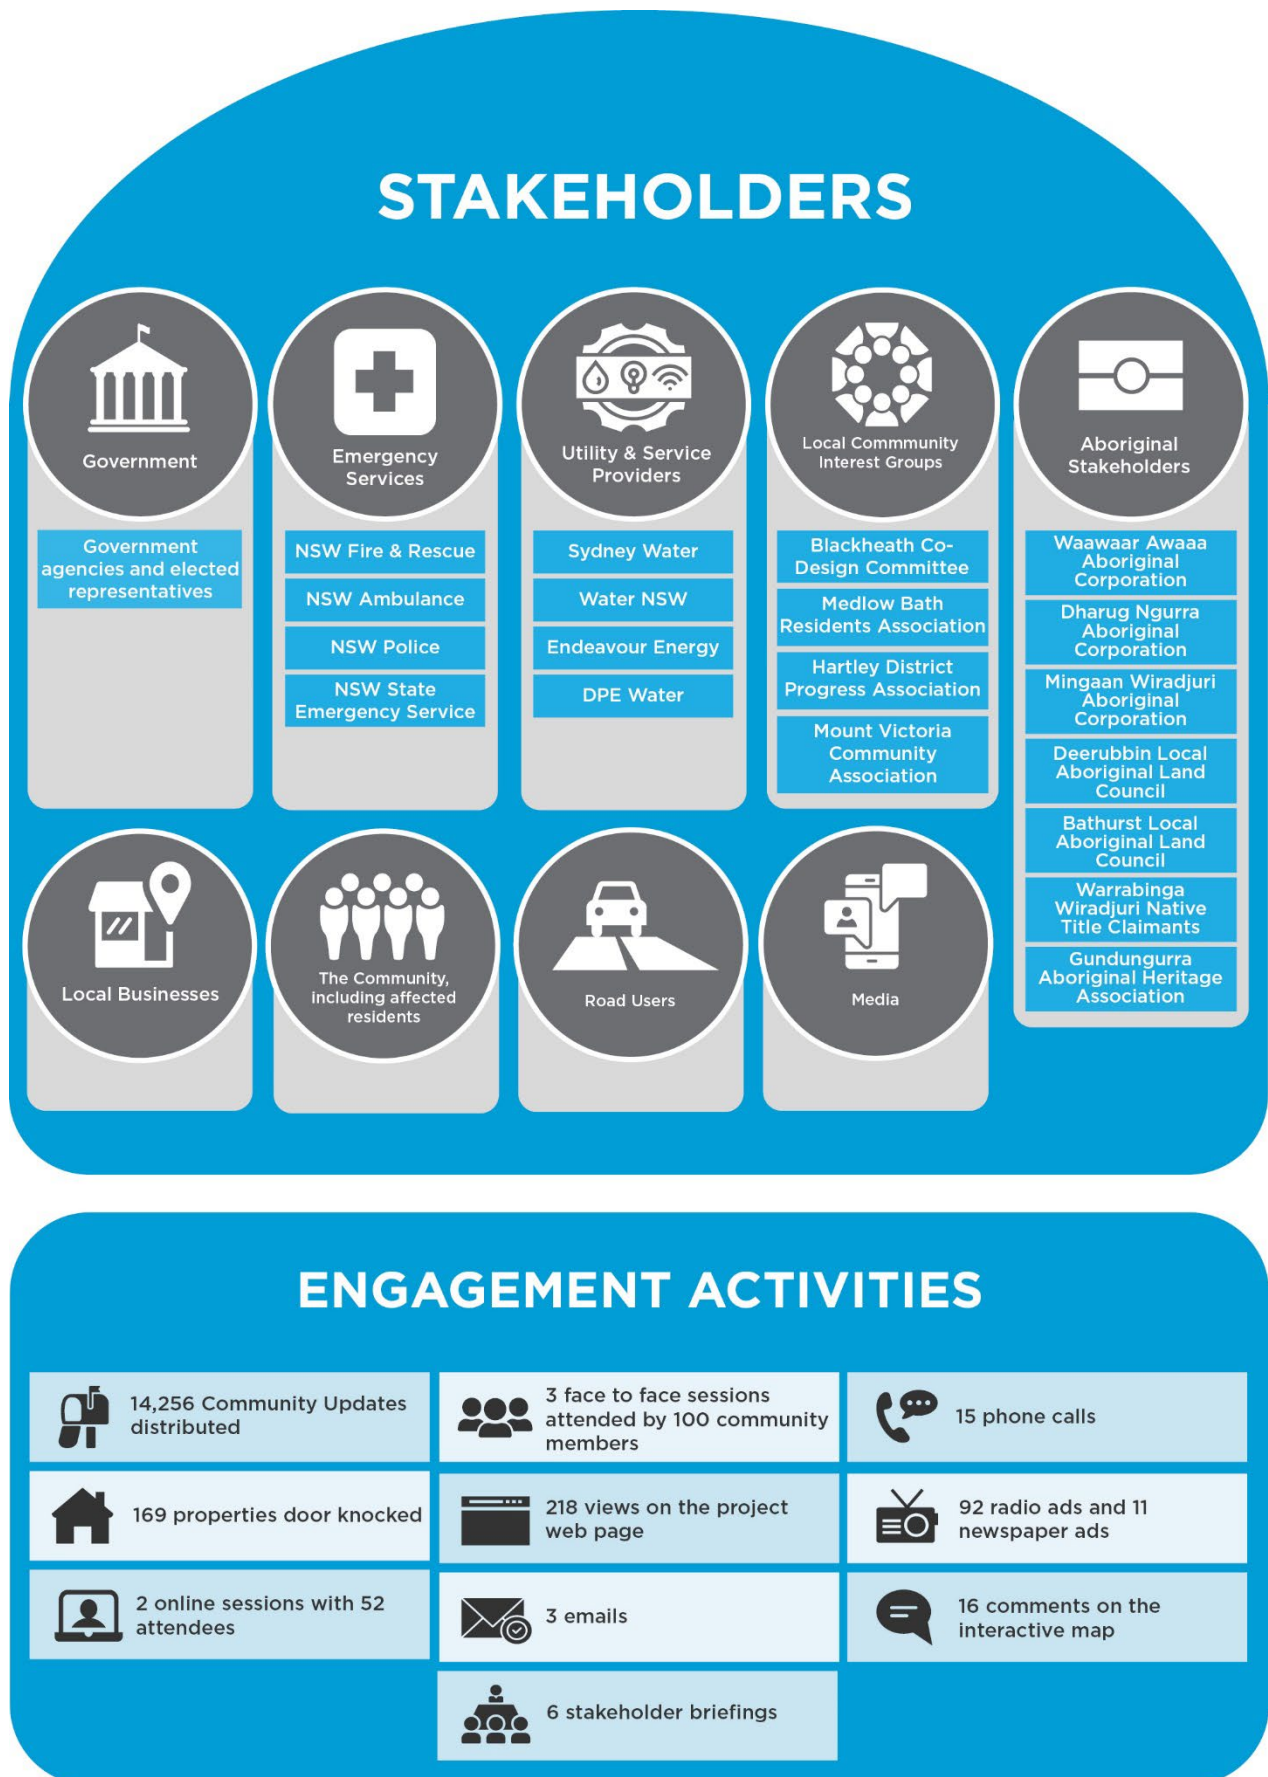 STAKEHOLDERS
Government
Government
agencies and elected
representatives
Emergency
Services
NSW Fire & Rescue
NSW Ambulance
NSW Police
NSW State
Emergency Service
Utility & Service
Providers
Sydney Water
Water NSW
Endeavour Energy
DPE Water
Local Commmunity
Interest Groups
Blackheath Co-
Design Committee
Medlow Bath
Residents Association
Hartley District
Progress Association
Mount Victoria
Community
Association
Aboriginal
Stakeholders
Waawaar Awaaa
Aboriginal
Corporation
Dharug Ngurra
Aboriginal
Corporation
Mingaan Wiradjuri
Aboriginal
Corporation
Deerubbin Local
Aboriginal Land
Council
Bathurst Local
Aboriginal Land
Council
Warrabinga
Wiradjuri Native
Title Claimants
Gundungurra
Aboriginal Heritage
Association
Local Businesses
The Community,
including affected
residents
Road Users
Media
ENGAGEMENT ACTIVITIES
14,256 Community Updates
distributed
3 face to face sessions
attended by 100 community
members
15 phone calls
169 properties door knocked
218 views on the project
web page
92 radio ads and 11
newspaper ads
2 online sessions with 52
attendees
3 emails
16 comments on the
interactive map
6 stakeholder briefings